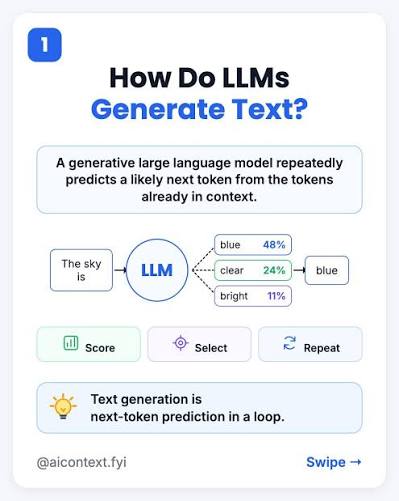 1
How Do LLMs
Generate Text?
A generative large language model repeatedly
predicts a likely next token from the tokens
already in context.
The sky
is
LLM
blue 48%
clear 24%
bright 11%
blue
Score
Select
Repeat
Text generation is
next-token prediction in a loop.
@aicontext.fyi
Swipe →